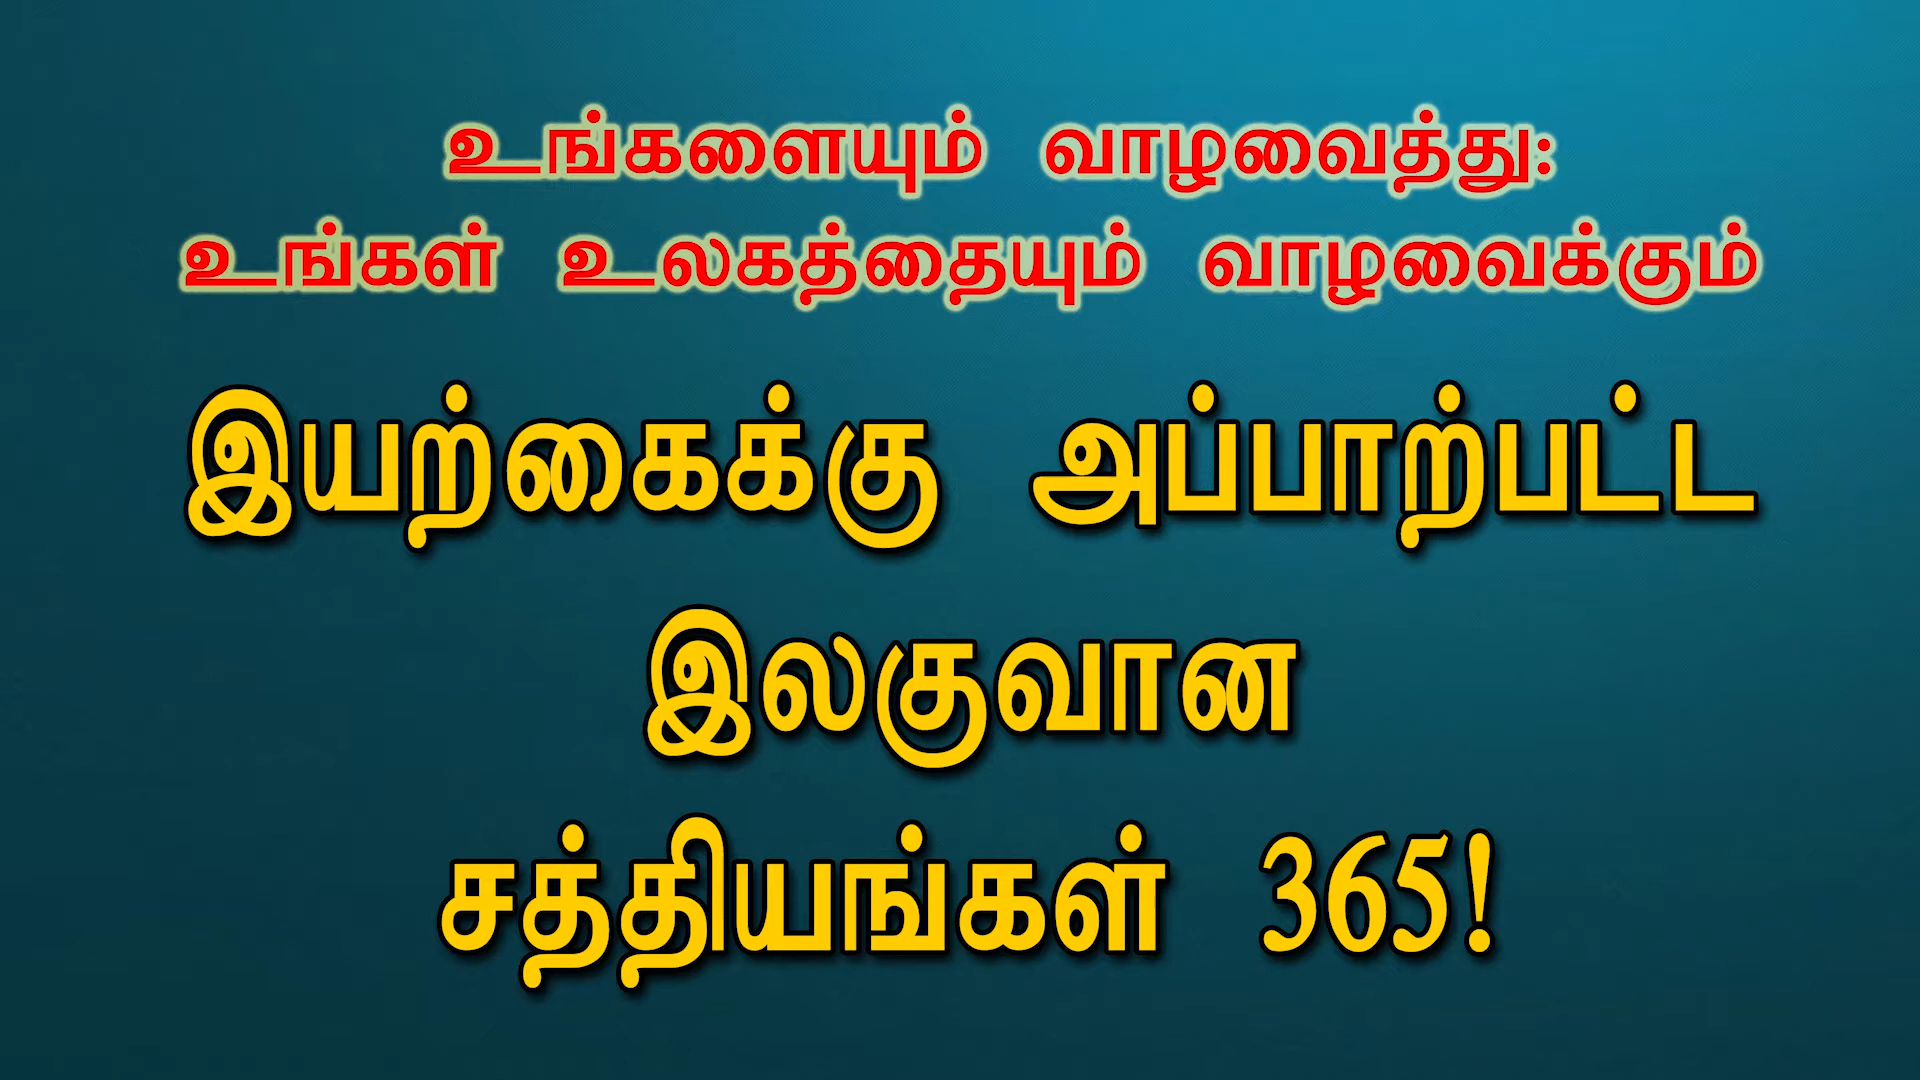 உங்களையும் வாழவைத்து:
உங்கள் உலகத்தையும் வாழவைக்கும்
இயற்கைக்கு அப்பாற்பட்ட
இலகுவான
சத்தியங்கள் 365!